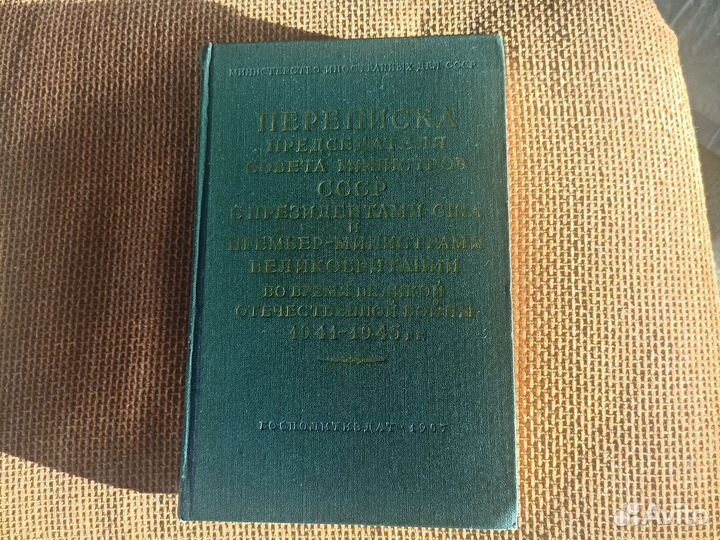 МИНИСТЕРСТВО ИНОСТРАННЫХ ДЕЛ СССР
ПЕРЕПИСКА
ПРЕДСЕДАТЕЛЯ
СОВЕТА МИНИСТРОВ
СССР
С ПРЕЗИДЕНТАМИ США
И
ПРЕМЬЕР-МИНИСТРАМИ
ВЕЛИКОБРИТАНИИ
ВО ВРЕМЯ ВЕЛИКОЙ
ОТЕЧЕСТВЕННОЙ ВОЙНЫ
1941-1945 гг.
ГОСПОЛИТИЗДАТ · 1957
Avito